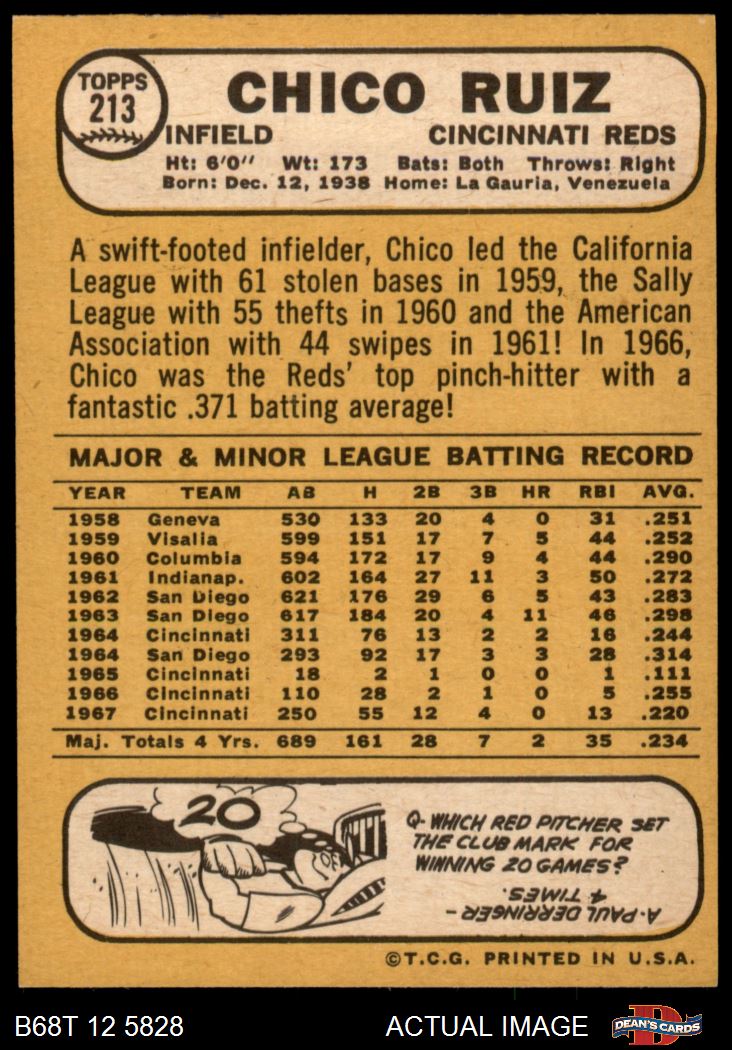 TOPPS
213
CHICO RUIZ
INFIELD CINCINNATI REDS
Ht: 6'0" Wt: 173 Bats: Both Throws: Right
Born: Dec. 12, 1938 Home: La Gauria, Venezuela
A swift-footed infielder, Chico led the California
League with 61 stolen bases in 1959, the Sally
League with 55 thefts in 1960 and the American
Association with 44 swipes in 1961! In 1966,
Chico was the Reds' top pinch-hitter with a
fantastic .371 batting average!
MAJOR & MINOR LEAGUE BATTING RECORD
YEAR TEAM AB H 2B 3B HR RBI AVG.
1958 Geneva 530 133 20 4 0 31 .251
1959 Visalia 599 151 17 7 5 44 .252
1960 Columbia 594 172 17 9 4 44 .290
1961 Indianap. 602 164 27 11 3 50 .272
1962 San Diego 621 176 29 6 5 43 .283
1963 San Diego 617 184 20 4 11 46 .298
1964 Cincinnati 311 76 13 2 2 16 .244
1964 San Diego 293 92 17 3 3 28 .314
1965 Cincinnati 18 2 1 0 0 1 .111
1966 Cincinnati 110 28 2 1 0 5 .255
1967 Cincinnati 250 55 12 4 0 13 .220
Maj. Totals 4 Yrs. 689 161 28 7 2 35 .234
20
Q- WHICH RED PITCHER SET
THE CLUB MARK FOR
WINNING 20 GAMES?
A- PAUL DERRINGER -
4 TIMES.
©T.C.G. PRINTED IN U.S.A.
B68T 12 5828 ACTUAL IMAGE
D
DEAN'S CARDS